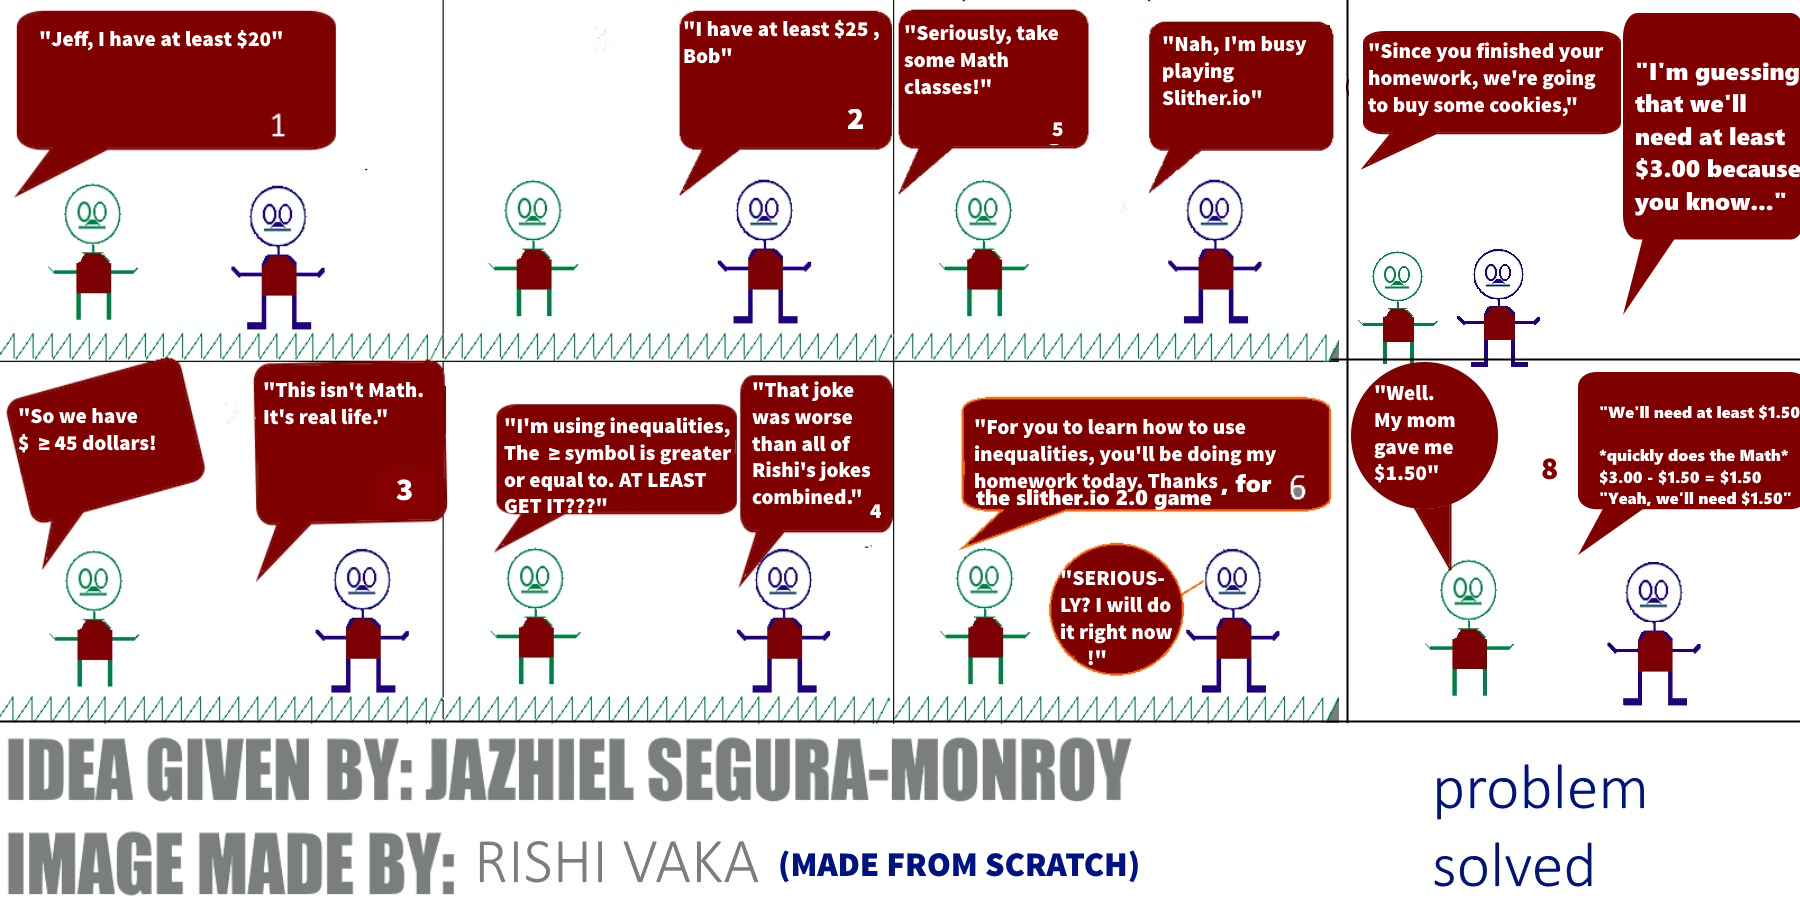 "Jeff, I have at least $20"
1
"I have at least $25 ,
Bob"
2
"So we have
$ ≥ 45 dollars!
"This isn't Math.
It's real life."
3
"I'm using inequalities,
The ≥ symbol is greater
or equal to. AT LEAST
GET IT???"
"That joke
was worse
than all of
Rishi's jokes
combined."
4
"Seriously, take
some Math
classes!"
5
"Nah, I'm busy
playing
Slither.io"
"For you to learn how to use
inequalities, you'll be doing my
homework today. Thanks , for
the slither.io 2.0 game
6
"SERIOUS-
LY? I will do
it right now
!"
"Since you finished your
homework, we're going
to buy some cookies,"
"I'm guessing
that we'll
need at least
$3.00 because
you know..."
"Well.
My mom
gave me
$1.50"
8
"We'll need at least $1.50
*quickly does the Math*
$3.00 - $1.50 = $1.50
"Yeah, we'll need $1.50"
IDEA GIVEN BY: JAZHIEL SEGURA-MONROY
IMAGE MADE BY: RISHI VAKA (MADE FROM SCRATCH)
problem
solved